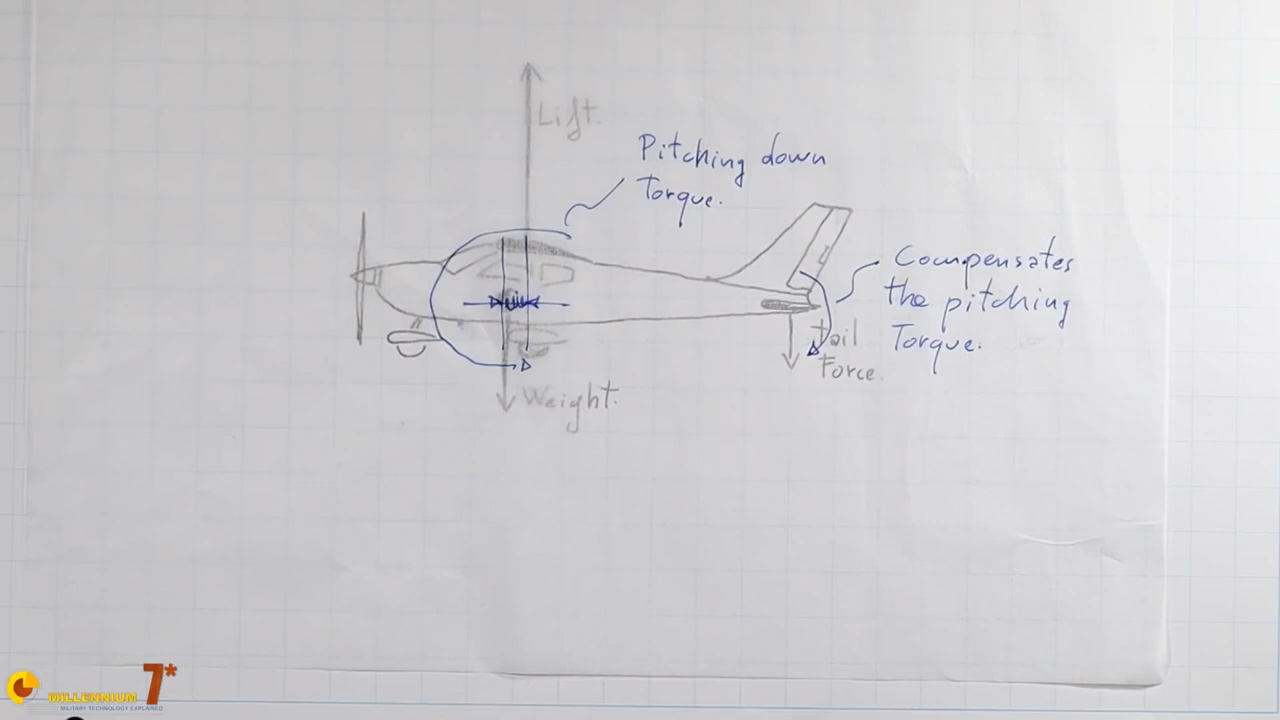 Lift.
Pitching down
Torque.
Compensates
the pitching
Torque.
tail
Force.
Weight.
MILLENNIUM 7*
MILITARY TECHNOLOGY EXPLAINED